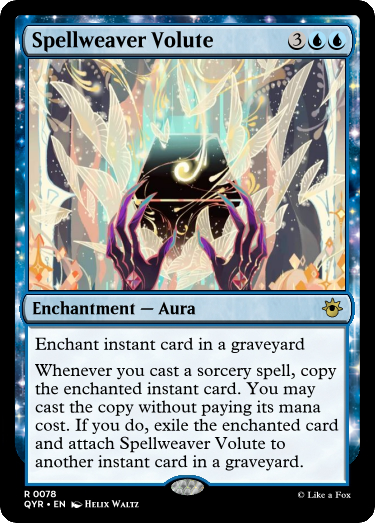 Spellweaver Volute 3
Enchantment — Aura
Enchant instant card in a graveyard
Whenever you cast a sorcery spell, copy
the enchanted instant card. You may
cast the copy without paying its mana
cost. If you do, exile the enchanted card
and attach Spellweaver Volute to
another instant card in a graveyard.
R 0078
QYR • EN Helix Waltz
© Like a Fox